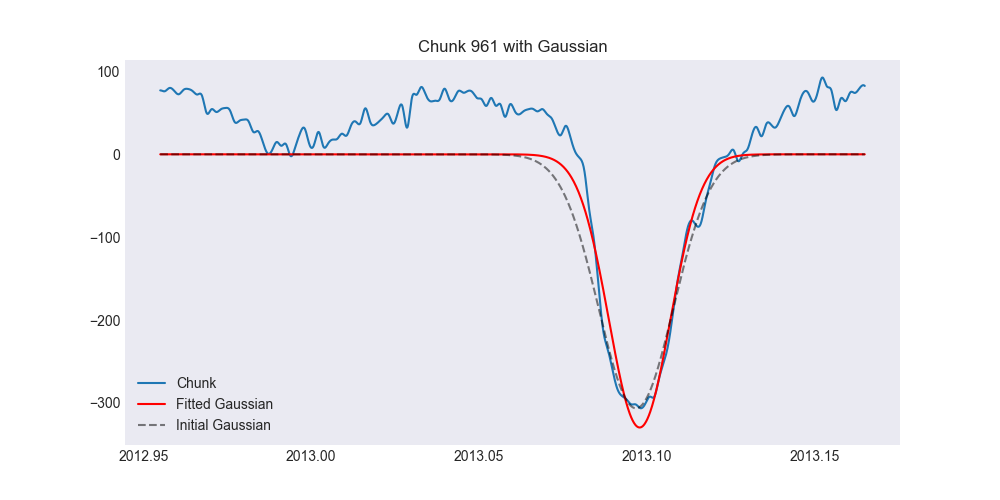 Chunk 961 with Gaussian
100
0
−100
−200
−300
Chunk
Fitted Gaussian
Initial Gaussian
2012.95 2013.00 2013.05 2013.10 2013.15